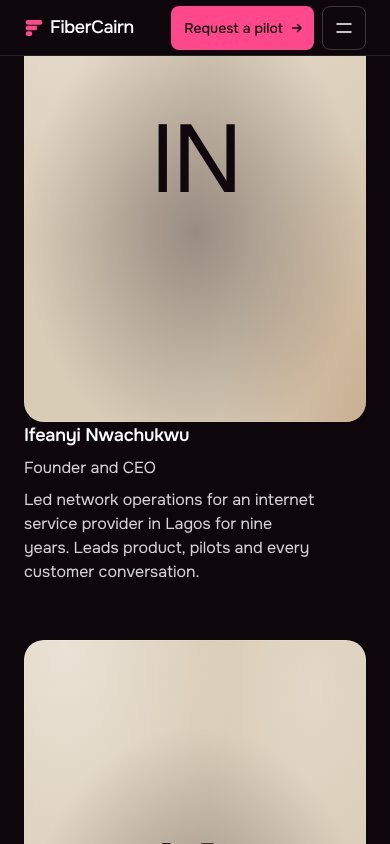 FiberCairn
Request a pilot →
IN
Ifeanyi Nwachukwu
Founder and CEO
Led network operations for an internet
service provider in Lagos for nine
years. Leads product, pilots and every
customer conversation.